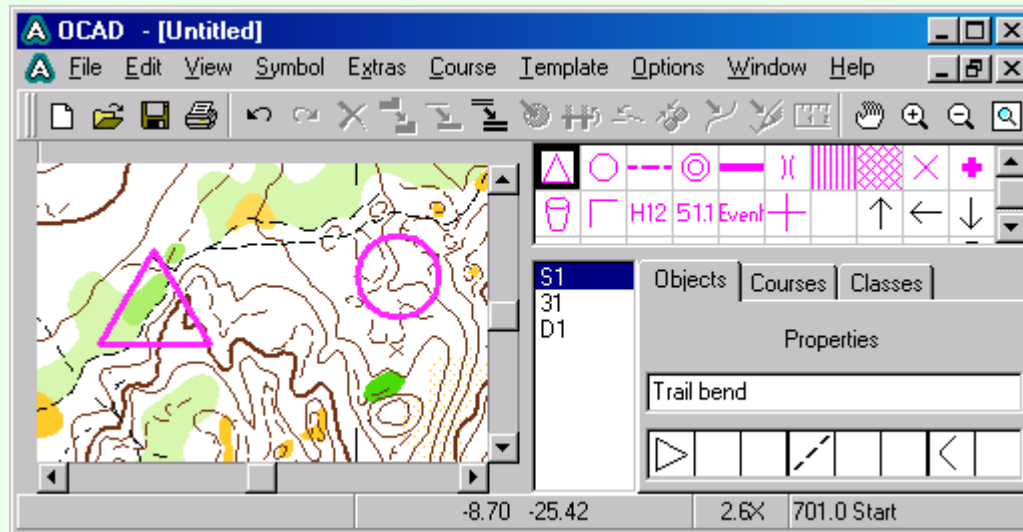 OCAD - [Untitled]
File Edit View Symbol Extras Course Template Options Window Help
H12 51.1 Event
S1
31
D1
Objects Courses Classes
Properties
Trail bend
-8.70 -25.42 2.6X 701.0 Start